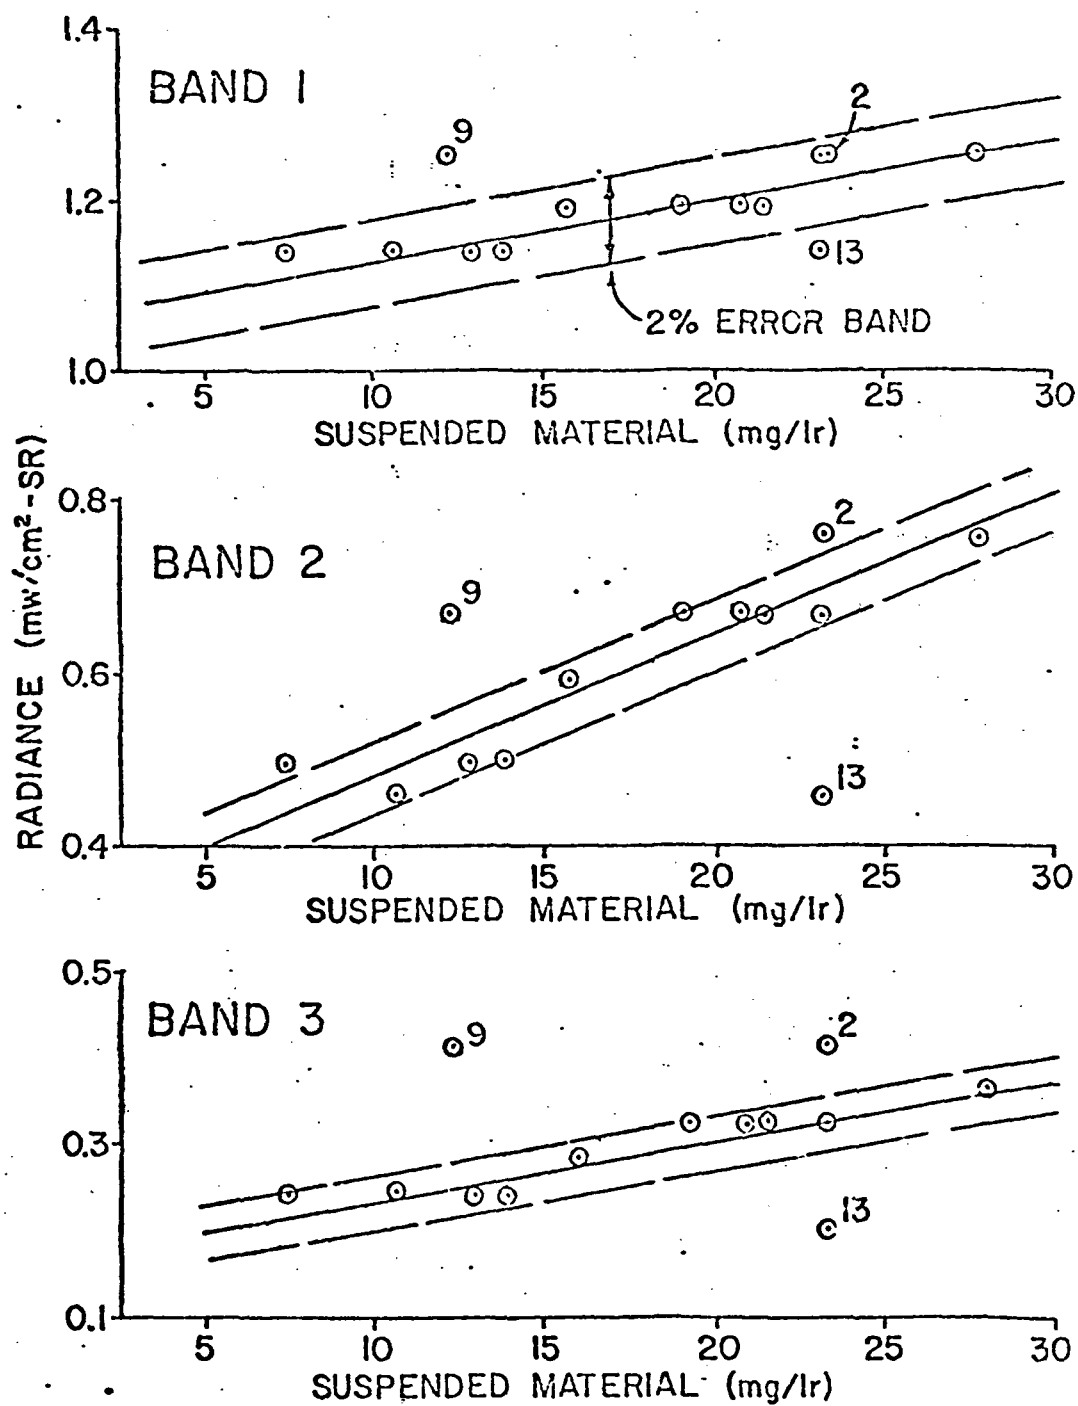 RADIANCE (mw/cm²-SR)
1.4
BAND 1
9
2
1.2
13
2% ERROR BAND
1.0
5 10 15 20 25 30
SUSPENDED MATERIAL (mg/lr)
0.8
BAND 2
2
9
0.6
13
0.4
5 10 15 20 25 30
SUSPENDED MATERIAL (mg/lr)
0.5
BAND 3
9
2
0.3
13
0.1
5 10 15 20 25 30
SUSPENDED MATERIAL (mg/lr)